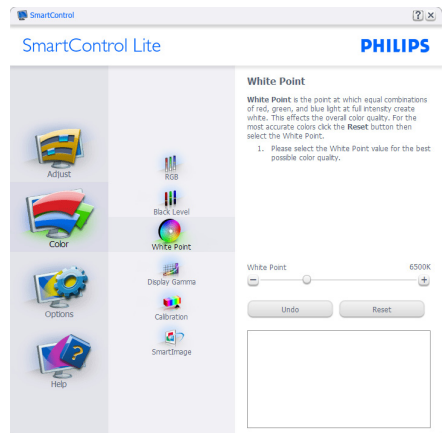 SmartControl
SmartControl Lite
PHILIPS
Adjust
Color
Options
Help
RGB
Black Level
White Point
Display Gamma
Calibration
SmartImage
White Point
White Point is the point at which equal combinations
of red, green, and blue light at full intensity create
white. This effects the overall color quality. For the
most accurate colors click the Reset button then
select the White Point.
1. Please select the White Point value for the best
possible color quality.
White Point 6500K
Undo Reset